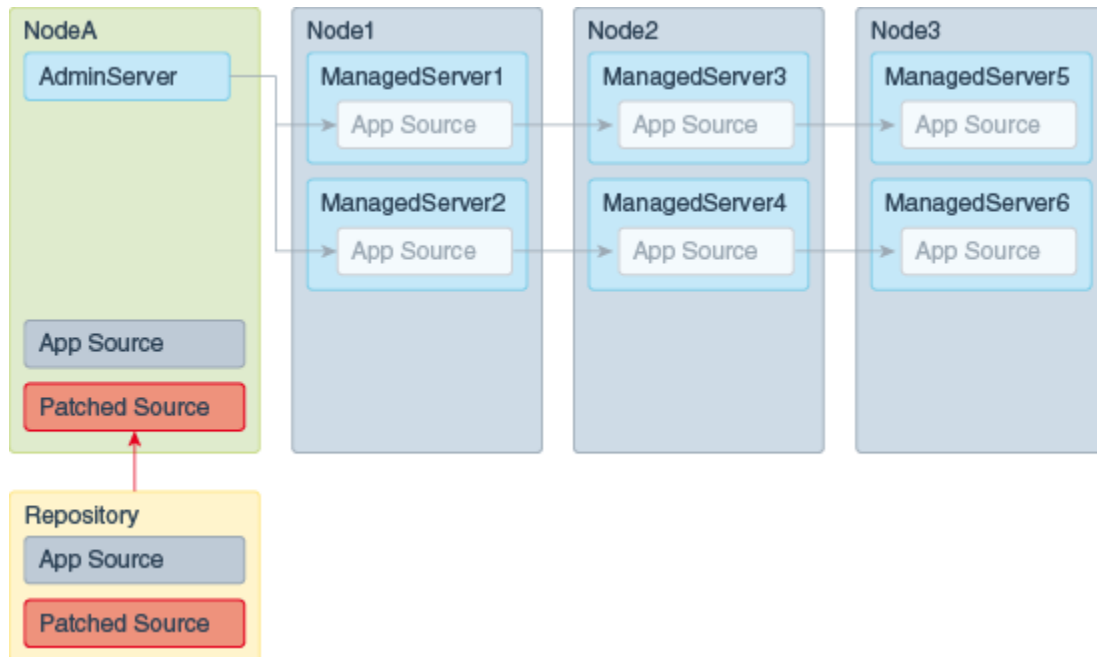 NodeA
AdminServer
App Source
Patched Source
Repository
App Source
Patched Source
Node1
ManagedServer1
App Source
ManagedServer2
App Source
Node2
ManagedServer3
App Source
ManagedServer4
App Source
Node3
ManagedServer5
App Source
ManagedServer6
App Source